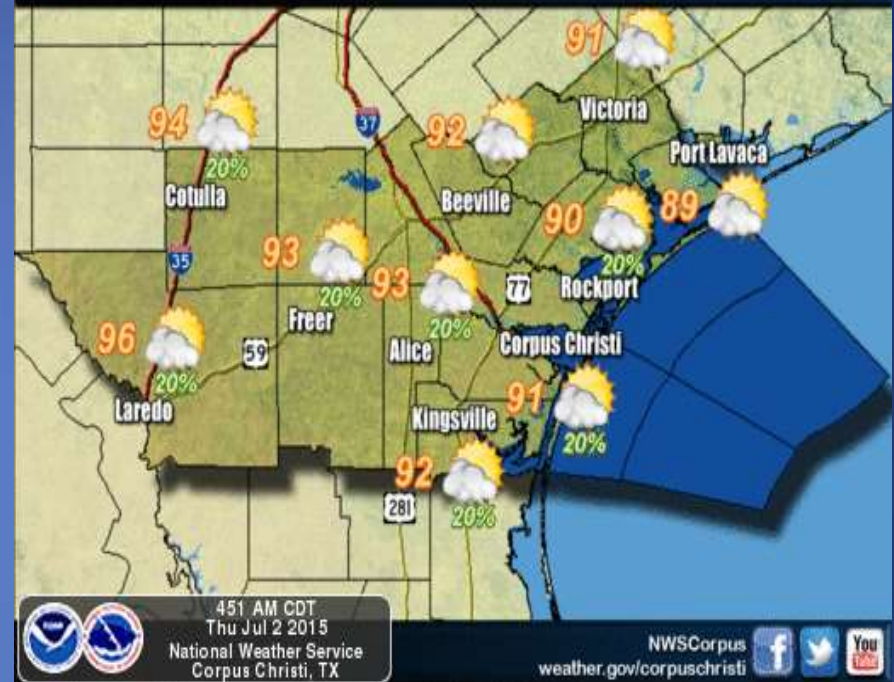 91
Victoria
94
20%
Cotulla
37
92
Beeville
Port Lavaca
90
20%
Rockport
89
35
93
20%
Freer
93
20%
Alice
77
96
20%
Laredo
59
Corpus Christi
91
20%
Kingsville
92
20%
281
451 AM CDT
Thu Jul 2 2015
National Weather Service
Corpus Christi, TX
NWSCorpus
weather.gov/corpuschristi
f
You
Tube